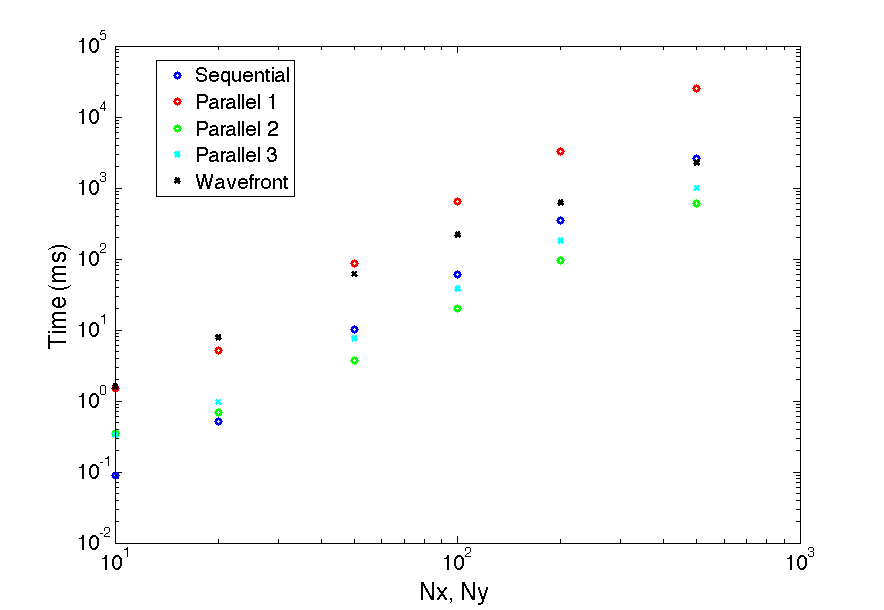 10^5
10^4
10^3
10^2
10^1
10^0
10^-1
10^-2
Time (ms)
Sequential
Parallel 1
Parallel 2
Parallel 3
Wavefront
10^1
10^2
10^3
Nx, Ny